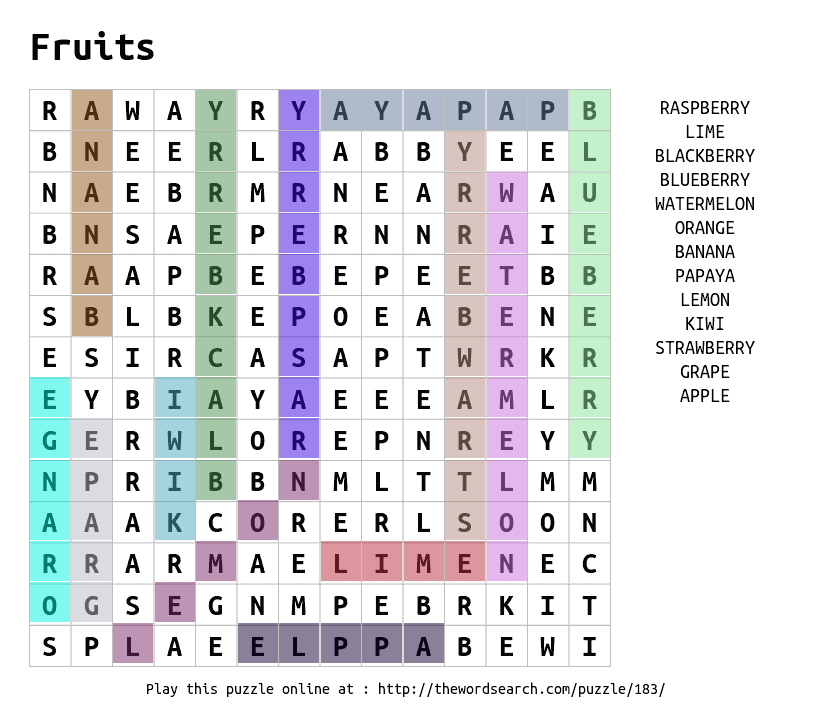 Fruits
R A W A Y R Y A Y A P A P B
B N E E R L R A B B Y E E L
N A E B R M R N E A R W A U
B N S A E P E R N N R A I E
R A A P B E B E P E E T B B
S B L B K E P O E A B E N E
E S I R C A S A P T W R K R
E Y B I A Y A E E E A M L R
G E R W L O R E P N R E Y Y
N P R I B B N M L T T L M M
A A A K C O R E R L S O O N
R R A R M A E L I M E N E C
O G S E G N M P E B R K I T
S P L A E E L P P A B E W I
RASPBERRY
LIME
BLACKBERRY
BLUEBERRY
WATERMELON
ORANGE
BANANA
PAPAYA
LEMON
KIWI
STRAWBERRY
GRAPE
APPLE
Play this puzzle online at : http://thewordsearch.com/puzzle/183/